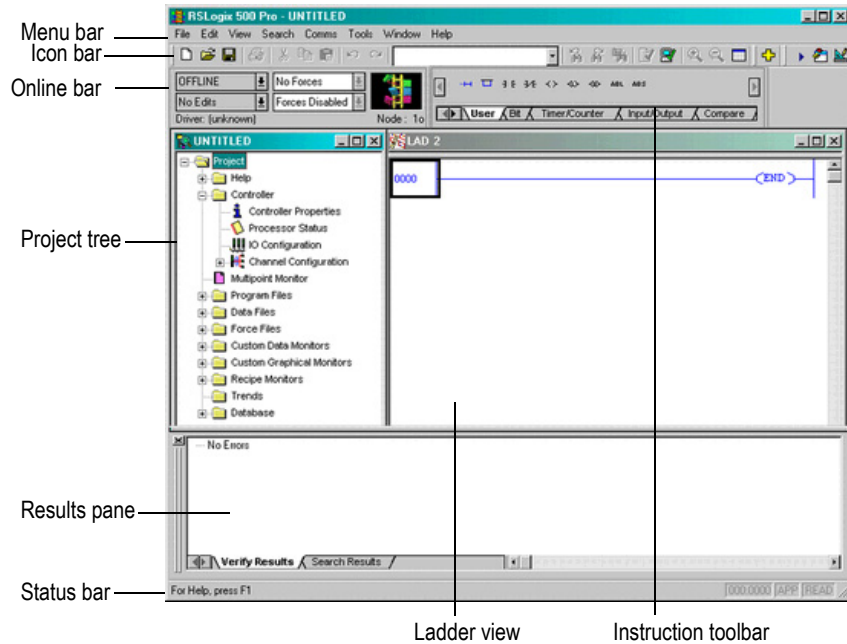 RSLogix 500 Pro - UNTITLED
Menu bar
File Edit View Search Comms Tools Window Help
Icon bar
Online bar
OFFLINE No Forces
No Edits Forces Disabled
Driver: (unknown) Node : 1o
ABL ABS
User Bit Timer/Counter Input/Output Compare
UNTITLED
LAD 2
Project
Help
Controller
Controller Properties
Processor Status
IO Configuration
Channel Configuration
Multipoint Monitor
Program Files
Data Files
Force Files
Custom Data Monitors
Custom Graphical Monitors
Recipe Monitors
Trends
Database
0000
END
Project tree
No Errors
Results pane
Verify Results Search Results
Status bar
For Help, press F1
000.0000 APP READ
Ladder view
Instruction toolbar